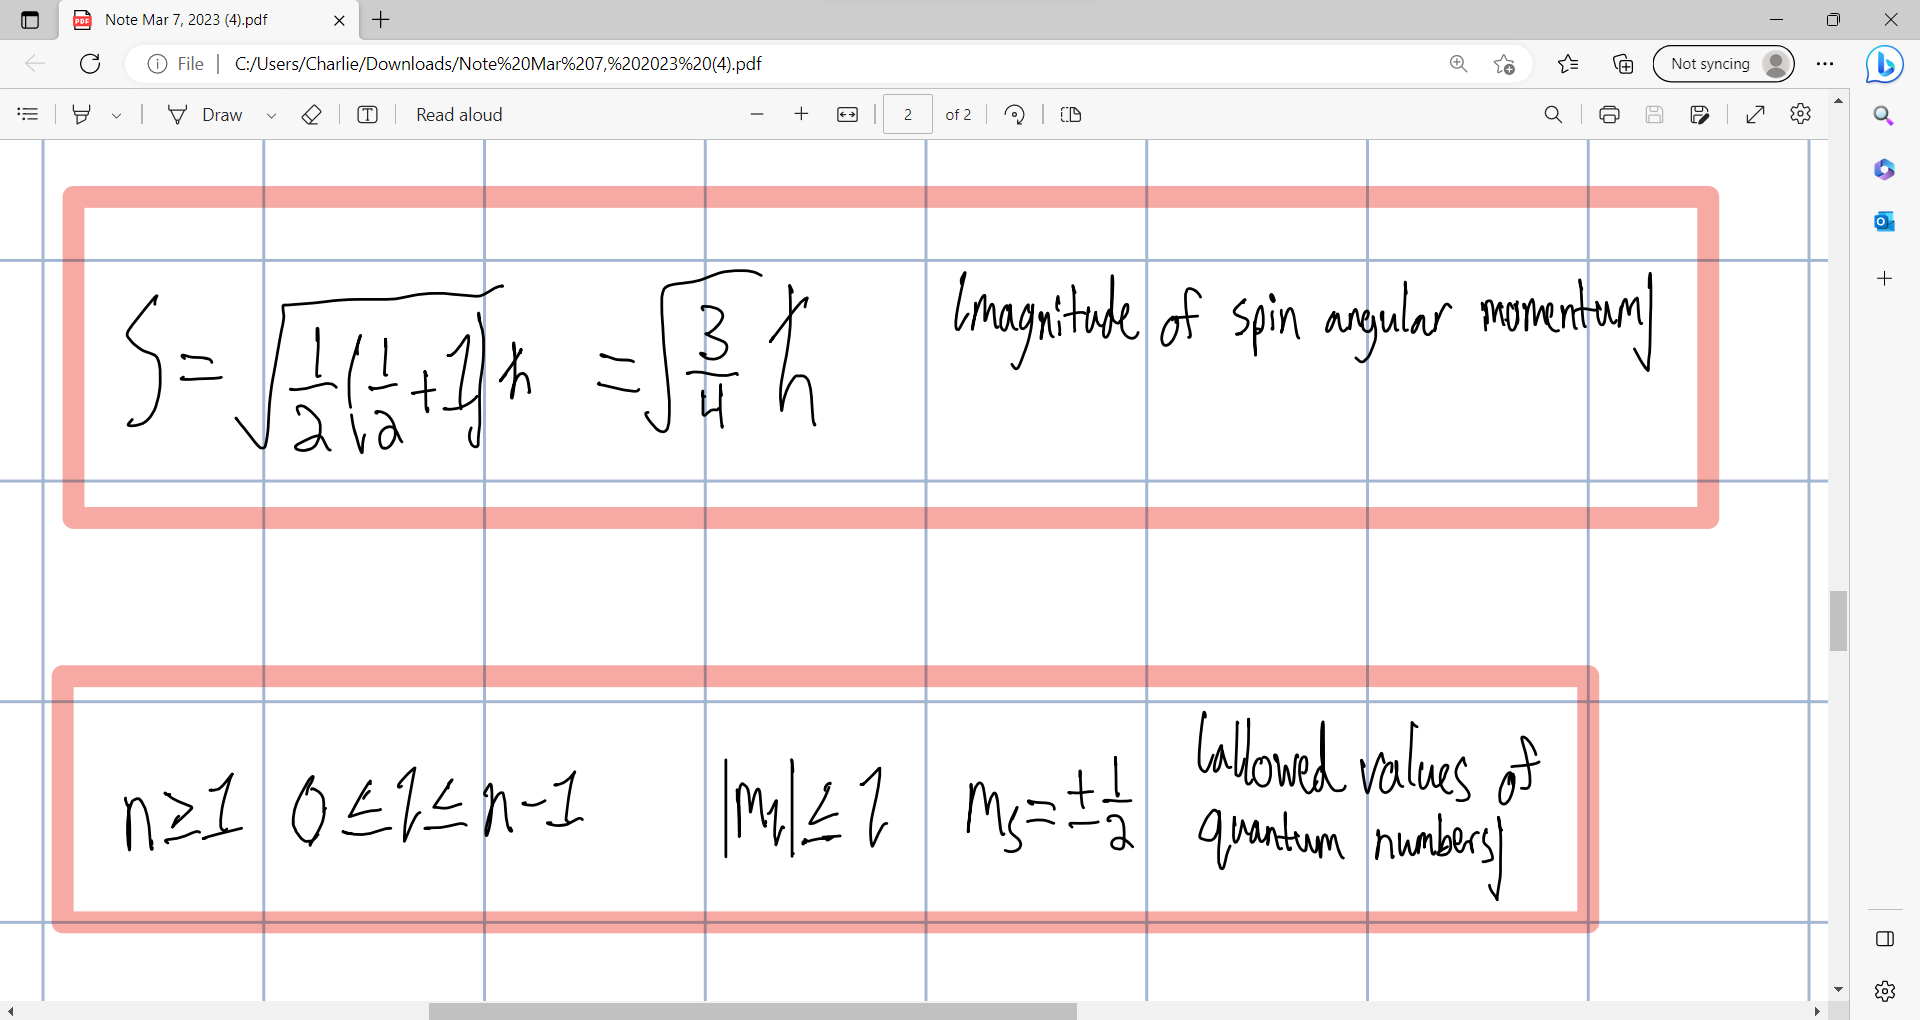 Note Mar 7, 2023 (4).pdf
File | C:/Users/Charlie/Downloads/Note%20Mar%207,%202023%20(4).pdf
Not syncing
Draw
Read aloud
2 of 2
S = √(1/2(1/2+1)) ħ = √(3/4) ħ (magnitude of spin angular momentum)
n≥1 0≤l≤n-1 |m_l|≤l m_s=±1/2 (allowed values of
quantum numbers)